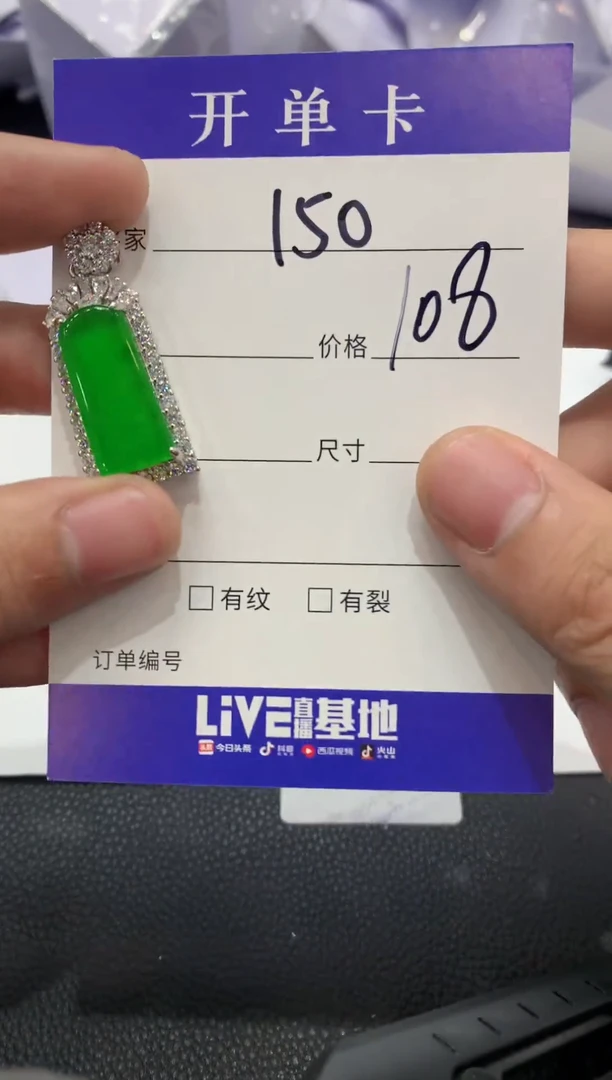 开单卡
家 150
价格 108
尺寸
有纹 有裂
订单编号
LiVE直播基地
今日头条 抖音 西瓜视频 火山